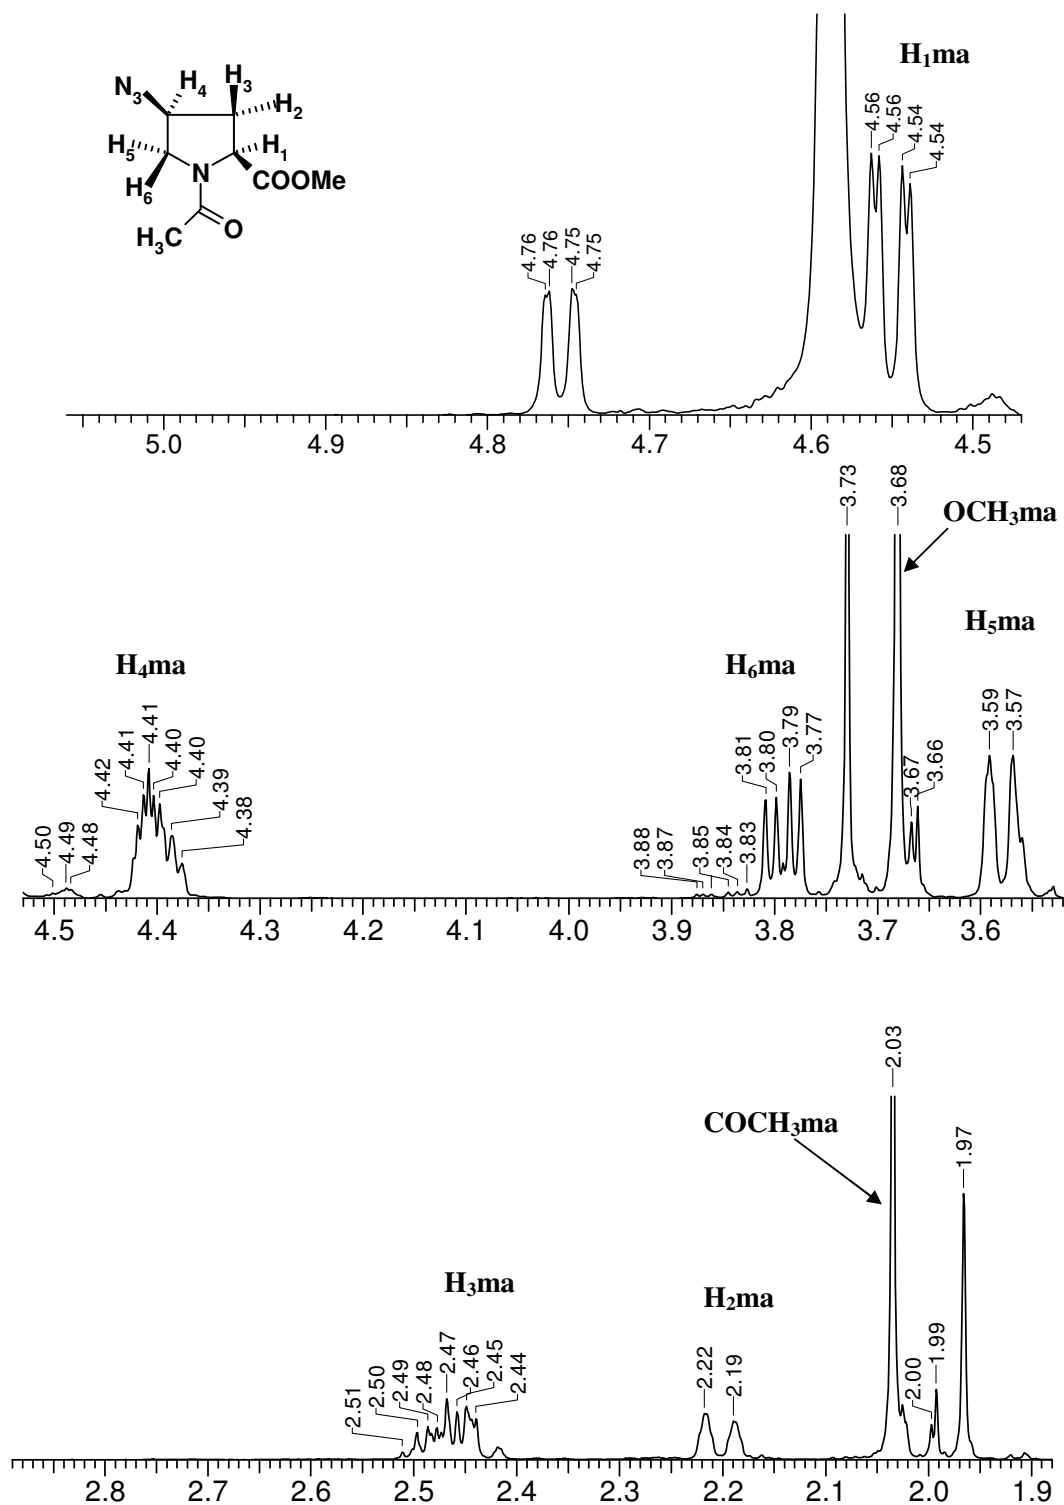 H₁ma
N₃ H₄ H₃ H₂
H₅ H₁
N COOMe
H₆
H₃C O
4.76 4.76 4.75 4.75 4.56 4.56 4.54 4.54
5.0 4.9 4.8 4.7 4.6 4.5
3.73 3.68
OCH₃ma
H₅ma
H₄ma H₆ma
4.50 4.49 4.48 4.42 4.41 4.41 4.40 4.40 4.39 4.38 3.88 3.87 3.85 3.84 3.83 3.81 3.80 3.79 3.77 3.67 3.66 3.59 3.57
4.5 4.4 4.3 4.2 4.1 4.0 3.9 3.8 3.7 3.6
2.03
COCH₃ma
1.97
H₃ma H₂ma
2.51 2.50 2.49 2.48 2.47 2.46 2.45 2.44 2.22 2.19 2.00 1.99
2.8 2.7 2.6 2.5 2.4 2.3 2.2 2.1 2.0 1.9